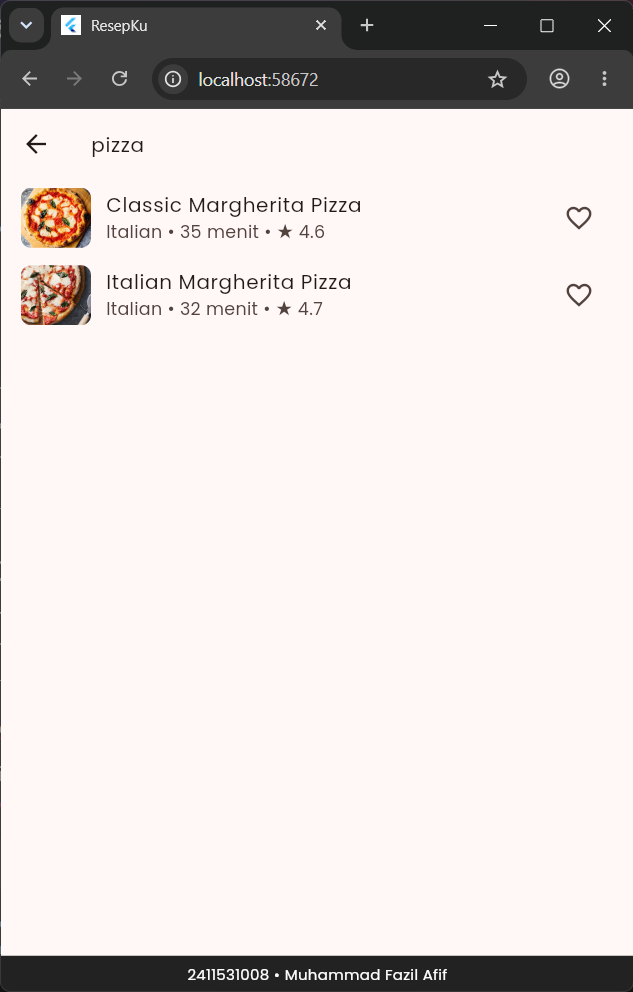 ResepKu
localhost:58672
pizza
Classic Margherita Pizza
Italian • 35 menit • ★ 4.6
Italian Margherita Pizza
Italian • 32 menit • ★ 4.7
2411531008 • Muhammad Fazil Afif